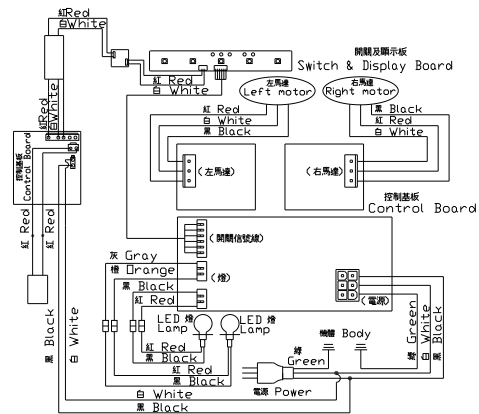 紅Red
白White
開關及顯示板
Switch & Display Board
紅 Red
白 White
左馬達
Left motor
右馬達
Right motor
紅Red
白White
紅 Red
白 White
黑 Black
黑 Black
紅 Red
白 White
控制基板
Control Board
(左馬達)
(右馬達)
控制基板
Control Board
紅 Red
紅 Red
(開關信號線)
灰 Gray
橙 Orange
(燈)
黑 Black
紅 Red
(電源)
LED 燈
Lamp
LED 燈
Lamp
黑 Black
白 White
機體 Body
綠 Green
白 White
黑 Black
紅 Red
黑 Black
綠
Green
紅 Red
黑 Black
電源 Power
白 White
黑 Black